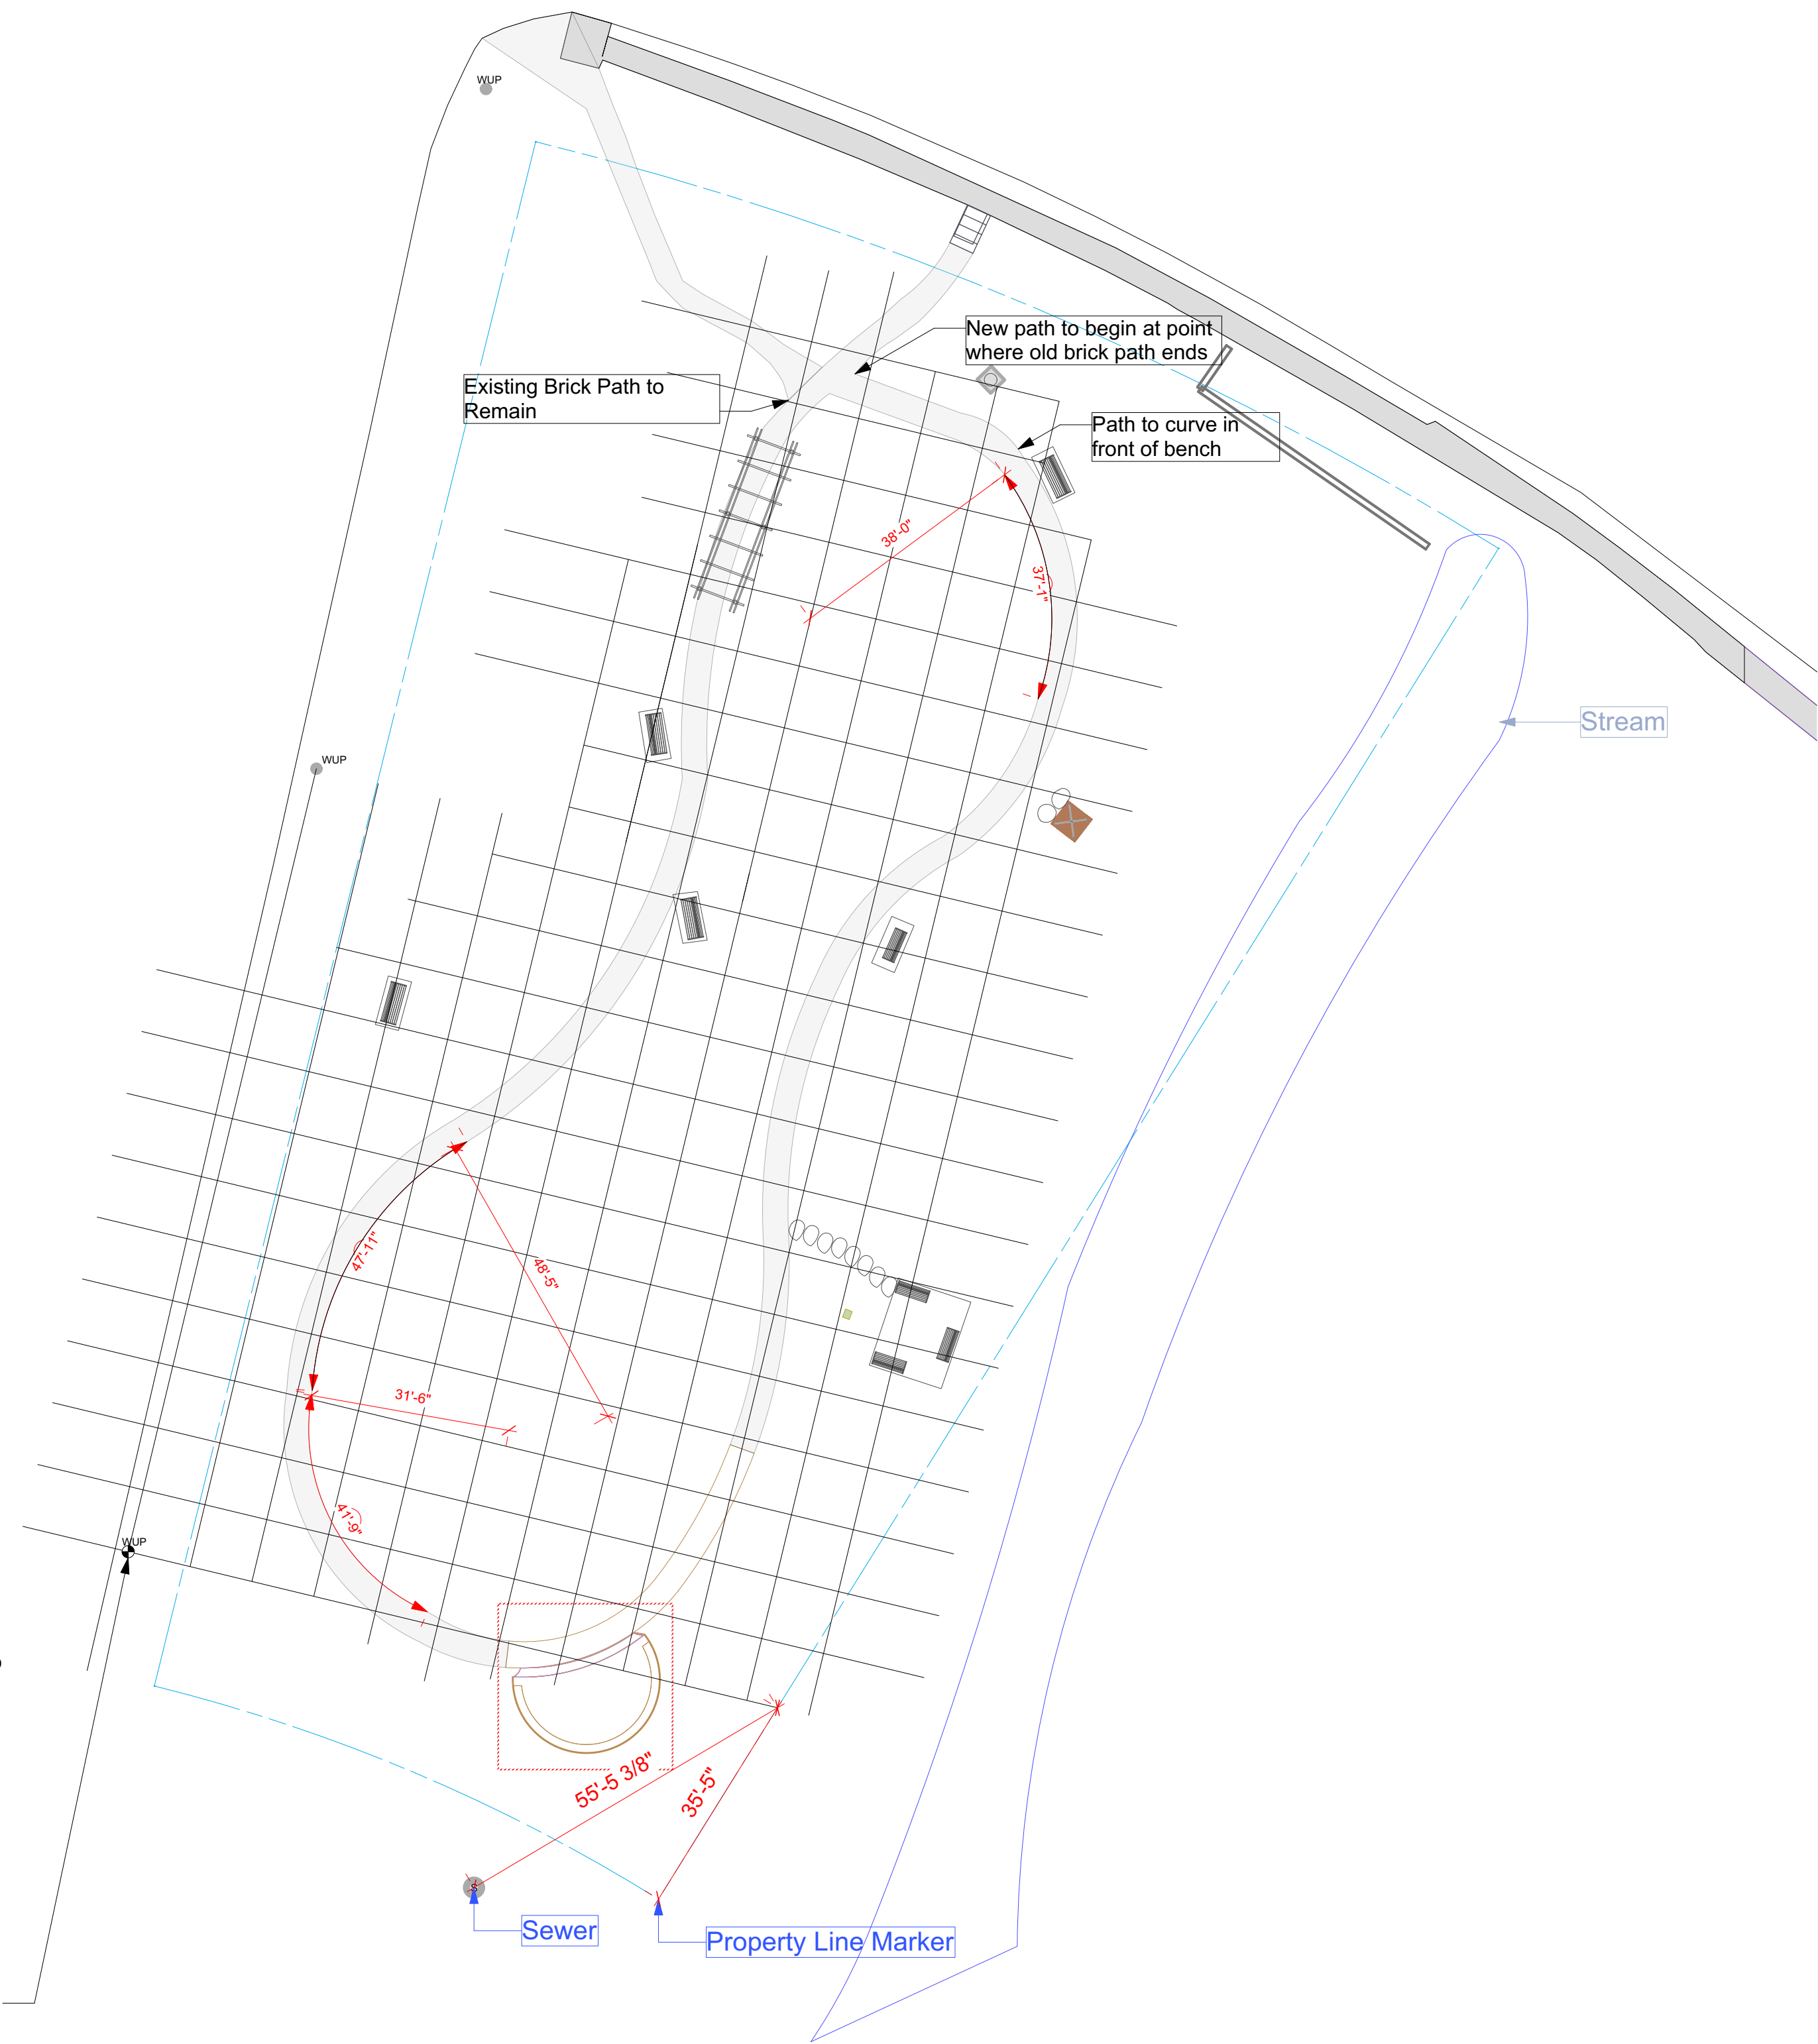 WUP
New path to begin at point
where old brick path ends
Existing Brick Path to
Remain
Path to curve in
front of bench
38'-0"
37'-1"
Stream
WUP
47'-11"
48'-5"
31'-6"
41'-9"
WUP
55'-5 3/8"
35'-5"
S
Sewer
Property Line Marker